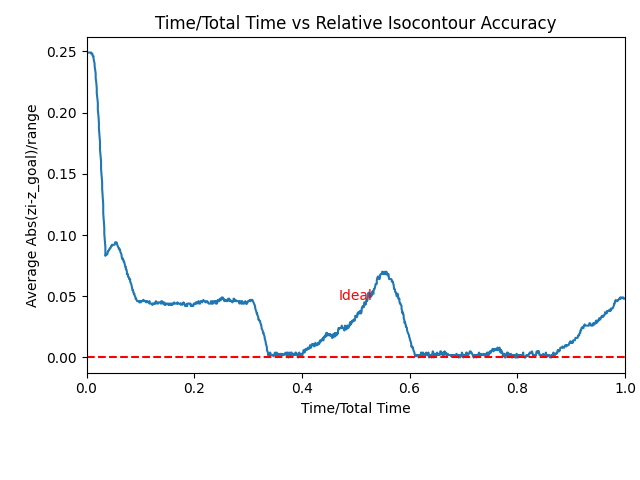 Time/Total Time vs Relative Isocontour Accuracy
Average Abs(zi-z_goal)/range
0.25
0.20
0.15
0.10
0.05
0.00
Ideal
0.0 0.2 0.4 0.6 0.8 1.0
Time/Total Time